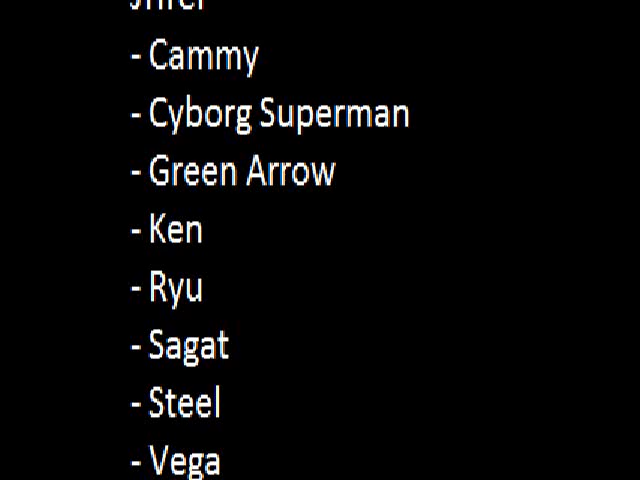 - Cammy
- Cyborg Superman
- Green Arrow
- Ken
- Ryu
- Sagat
- Steel
- Vega